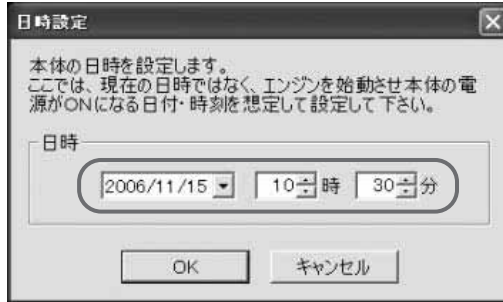 日時設定
本体の日時を設定します。
ここでは、現在の日時ではなく、エンジンを始動させ本体の電
源がONになる日付・時刻を想定して設定して下さい。
日時
2006/11/15 10 時 30 分
OK キャンセル